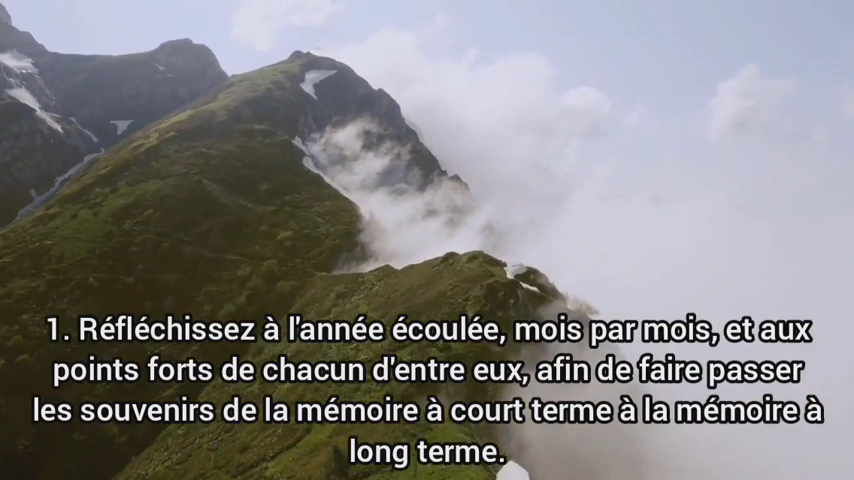 1. Réfléchissez à l'année écoulée, mois par mois, et aux
points forts de chacun d'entre eux, afin de faire passer
les souvenirs de la mémoire à court terme à la mémoire à
long terme.